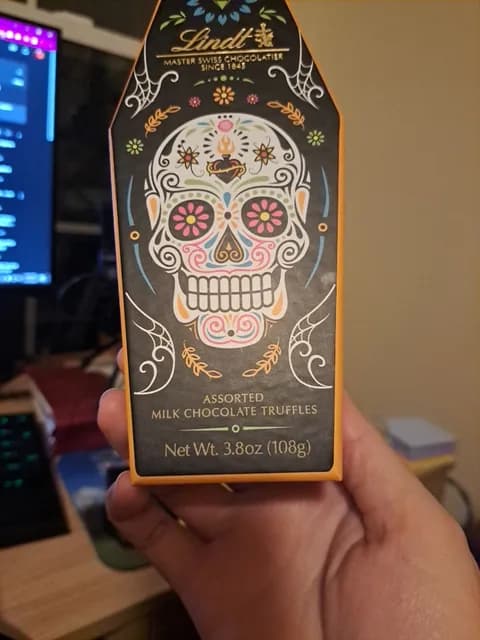 Lindt
MASTER SWISS CHOCOLATIER
SINCE 1845
ASSORTED
MILK CHOCOLATE TRUFFLES
Net Wt. 3.8oz (108g)